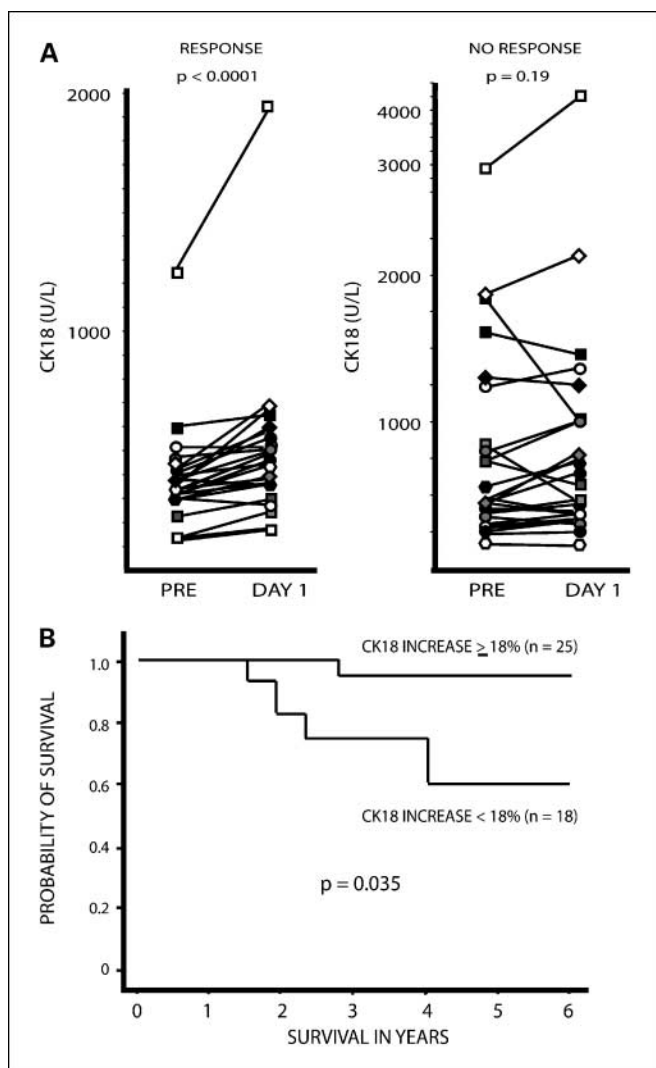 A
RESPONSE
p < 0.0001
NO RESPONSE
p = 0.19
2000
1000
CK18 (U/L)
PRE
DAY 1
4000
3000
2000
1000
CK18 (U/L)
PRE
DAY 1
B
CK18 INCREASE ≥ 18% (n = 25)
1.0
0.8
0.6
0.4
0.2
0
PROBABILITY OF SURVIVAL
CK18 INCREASE < 18% (n = 18)
p = 0.035
0 1 2 3 4 5 6
SURVIVAL IN YEARS